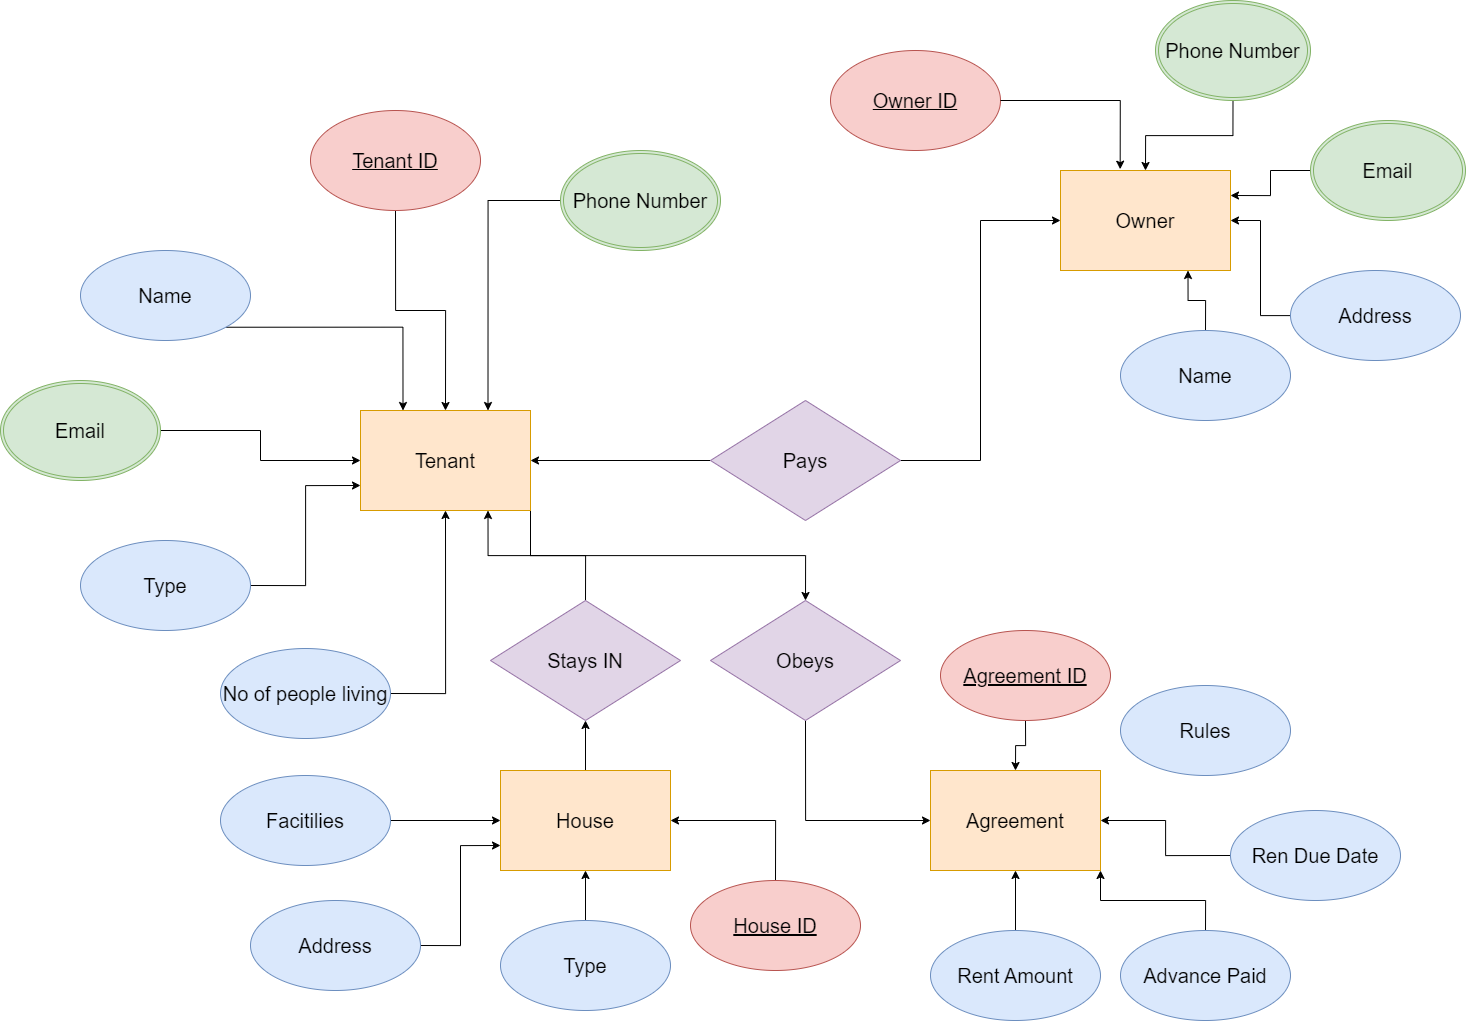 Phone Number
Owner ID
Tenant ID
Email
Phone Number
Owner
Name
Address
Name
Email
Tenant
Pays
Type
Stays IN
Obeys
Agreement ID
No of people living
Rules
Facitilies
House
Agreement
Ren Due Date
House ID
Address
Type
Rent Amount
Advance Paid